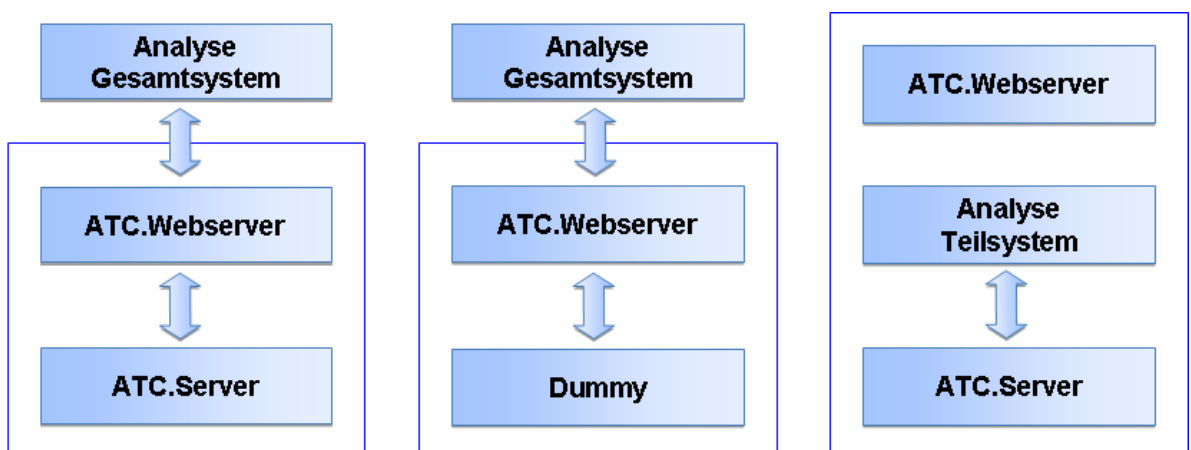 Analyse
Gesamtsystem
ATC.Webserver
ATC.Server
Analyse
Gesamtsystem
ATC.Webserver
Dummy
ATC.Webserver
Analyse
Teilsystem
ATC.Server